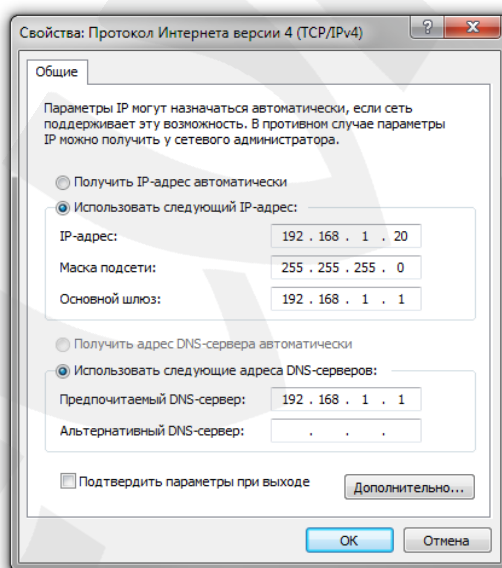 Свойства: Протокол Интернета версии 4 (TCP/IPv4)
Общие
Параметры IP могут назначаться автоматически, если сеть
поддерживает эту возможность. В противном случае параметры
IP можно получить у сетевого администратора.
Получить IP-адрес автоматически
Использовать следующий IP-адрес:
IP-адрес: 192 . 168 . 1 . 20
Маска подсети: 255 . 255 . 255 . 0
Основной шлюз: 192 . 168 . 1 . 1
Получить адрес DNS-сервера автоматически
Использовать следующие адреса DNS-серверов:
Предпочитаемый DNS-сервер: 192 . 168 . 1 . 1
Альтернативный DNS-сервер: . . .
Подтвердить параметры при выходе
Дополнительно...
OK Отмена